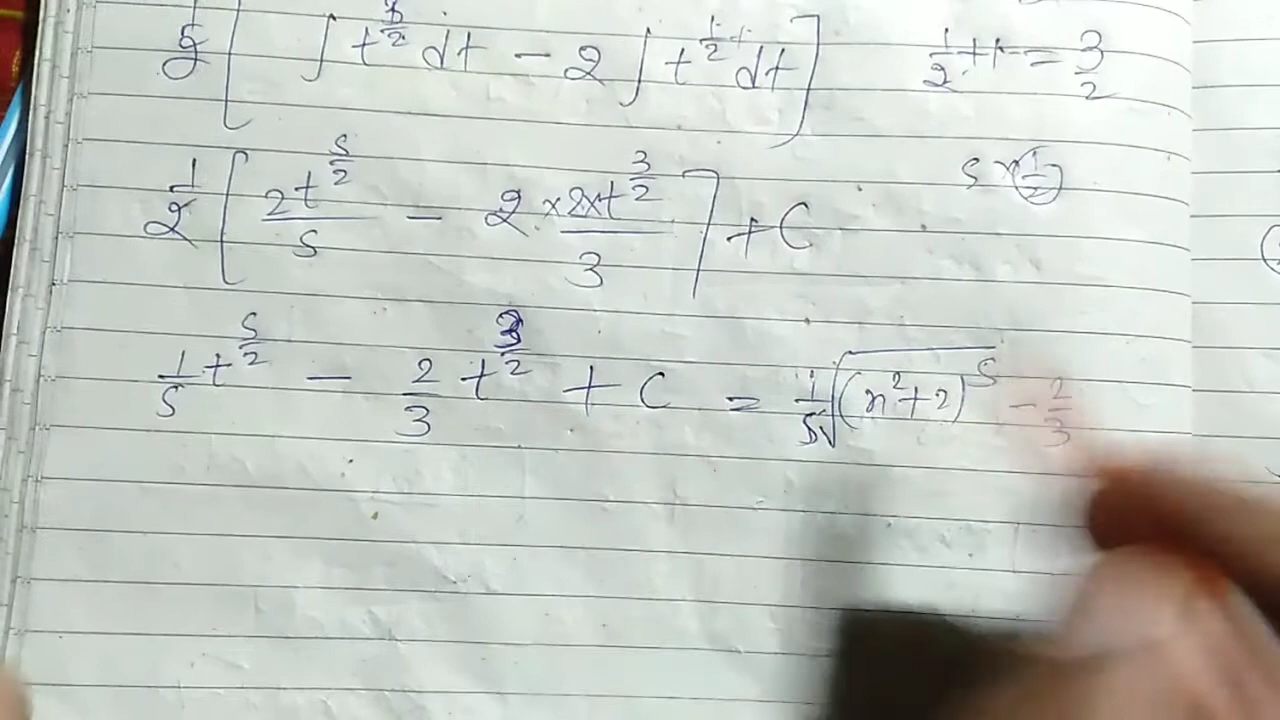 1/2 [ ∫ t^{3/2} dt - 2 ∫ t^{1/2} dt ] 1/2 + 1 = 3/2
1/2 [ 2t^{5/2}/5 - 2 × 2×t^{3/2}/3 ] + C 5 × 1/2
1/5 t^{5/2} - 2/3 t^{3/2} + C = 1/5 √(x²+2)^5 - 2/3